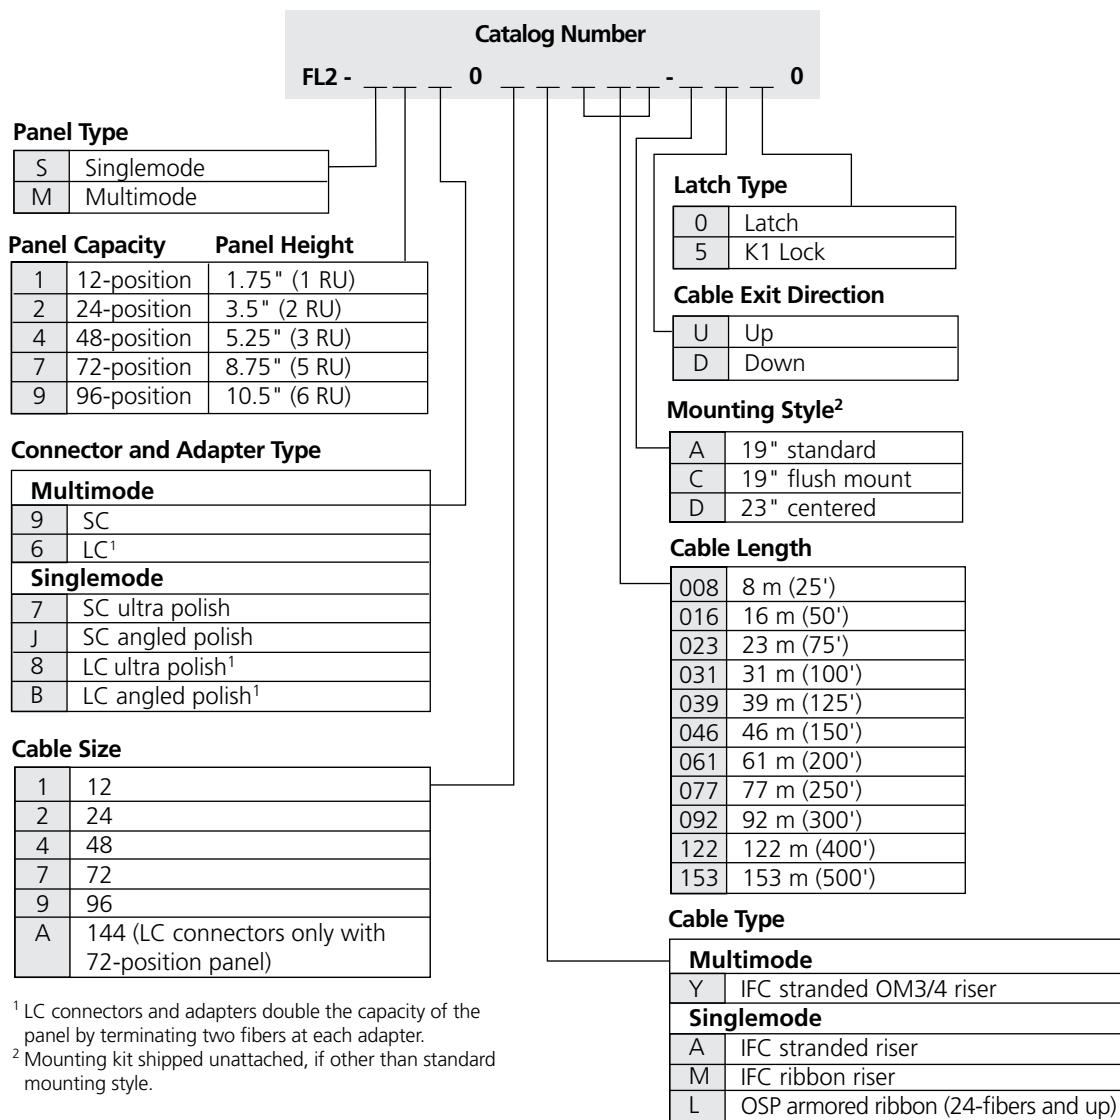 Catalog Number
FL2 - _ _ _ 0 _ _ _ _ _ - _ _ _ 0
Panel Type
S Singlemode
M Multimode
Panel Capacity Panel Height
1 12-position 1.75" (1 RU)
2 24-position 3.5" (2 RU)
4 48-position 5.25" (3 RU)
7 72-position 8.75" (5 RU)
9 96-position 10.5" (6 RU)
Connector and Adapter Type
Multimode
9 SC
6 LC¹
Singlemode
7 SC ultra polish
J SC angled polish
8 LC ultra polish¹
B LC angled polish¹
Cable Size
1 12
2 24
4 48
7 72
9 96
A 144 (LC connectors only with
72-position panel)
¹ LC connectors and adapters double the capacity of the
panel by terminating two fibers at each adapter.
² Mounting kit shipped unattached, if other than standard
mounting style.
Latch Type
0 Latch
5 K1 Lock
Cable Exit Direction
U Up
D Down
Mounting Style²
A 19" standard
C 19" flush mount
D 23" centered
Cable Length
008 8 m (25')
016 16 m (50')
023 23 m (75')
031 31 m (100')
039 39 m (125')
046 46 m (150')
061 61 m (200')
077 77 m (250')
092 92 m (300')
122 122 m (400')
153 153 m (500')
Cable Type
Multimode
Y IFC stranded OM3/4 riser
Singlemode
A IFC stranded riser
M IFC ribbon riser
L OSP armored ribbon (24-fibers and up)